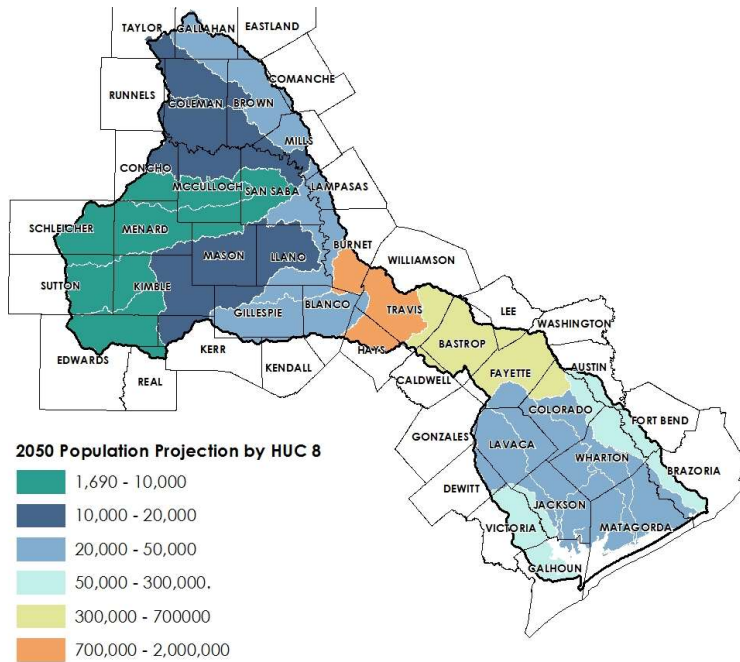 TAYLOR
CALLAHAN
EASTLAND
RUNNELS
COLEMAN
BROWN
COMANCHE
MILLS
CONCHO
MCCULLOCH
SAN SABA
LAMPASAS
SCHLEICHER
MENARD
BURNET
WILLIAMSON
MASON
LLANO
SUTTON
KIMBLE
TRAVIS
LEE
GILLESPIE
BLANCO
BASTROP
WASHINGTON
EDWARDS
KERR
HAYS
AUSTIN
REAL
KENDALL
CALDWELL
FAYETTE
COLORADO
FORT BEND
GONZALES
LAVACA
WHARTON
BRAZORIA
DEWITT
JACKSON
VICTORIA
MATAGORDA
CALHOUN
2050 Population Projection by HUC 8
1,690 - 10,000
10,000 - 20,000
20,000 - 50,000
50,000 - 300,000.
300,000 - 700000
700,000 - 2,000,000